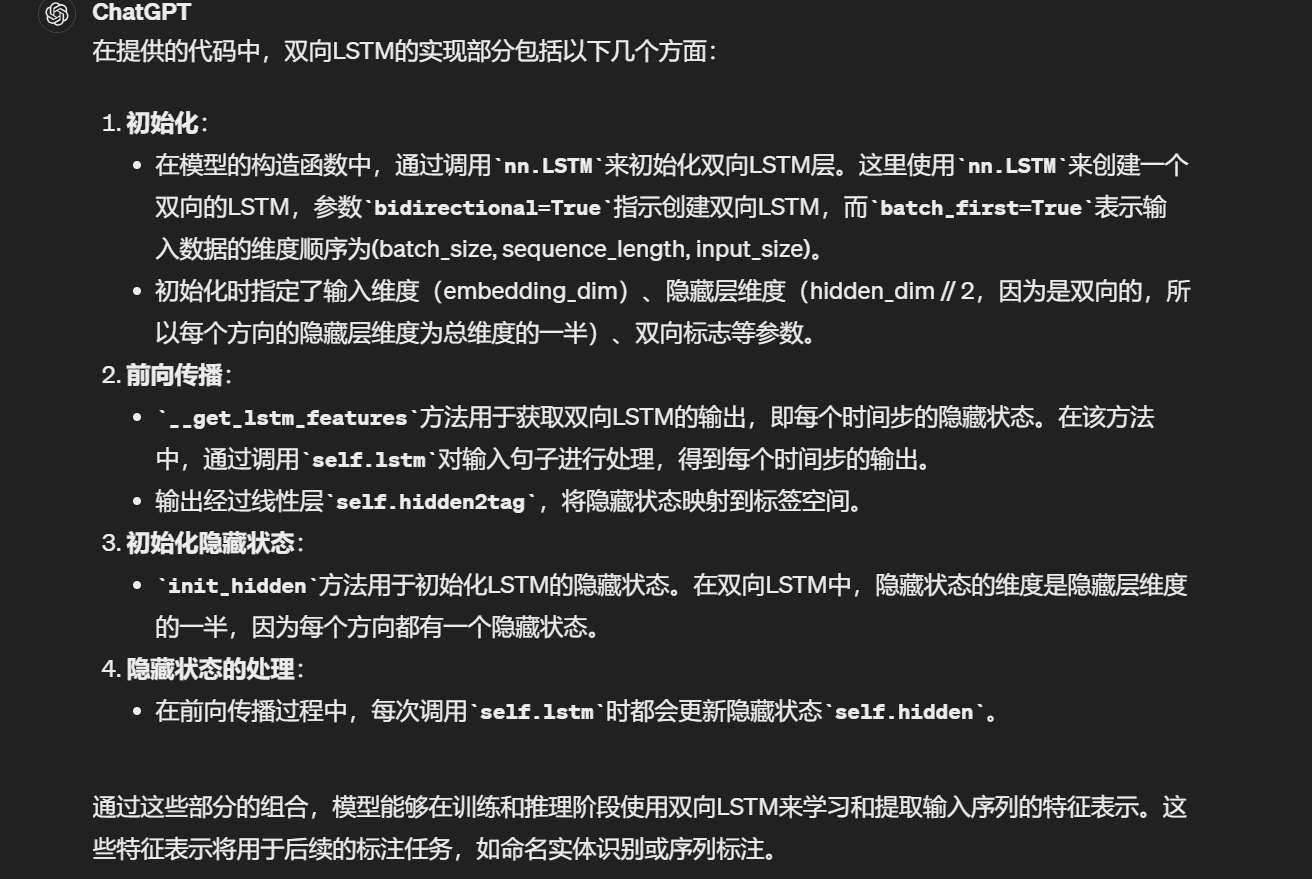 ChatGPT
在提供的代码中，双向LSTM的实现部分包括以下几个方面：
1. 初始化：
• 在模型的构造函数中，通过调用`nn.LSTM`来初始化双向LSTM层。这里使用`nn.LSTM`来创建一个
双向的LSTM，参数`bidirectional=True`指示创建双向LSTM，而`batch_first=True`表示输
入数据的维度顺序为(batch_size, sequence_length, input_size)。
• 初始化时指定了输入维度（embedding_dim）、隐藏层维度（hidden_dim // 2，因为是双向的，所
以每个方向的隐藏层维度为总维度的一半）、双向标志等参数。
2. 前向传播：
• `__get_lstm_features`方法用于获取双向LSTM的输出，即每个时间步的隐藏状态。在该方法
中，通过调用`self.lstm`对输入句子进行处理，得到每个时间步的输出。
• 输出经过线性层`self.hidden2tag`，将隐藏状态映射到标签空间。
3. 初始化隐藏状态：
• `init_hidden`方法用于初始化LSTM的隐藏状态。在双向LSTM中，隐藏状态的维度是隐藏层维度
的一半，因为每个方向都有一个隐藏状态。
4. 隐藏状态的处理：
• 在前向传播过程中，每次调用`self.lstm`时都会更新隐藏状态`self.hidden`。
通过这些部分的组合，模型能够在训练和推理阶段使用双向LSTM来学习和提取输入序列的特征表示。这
些特征表示将用于后续的标注任务，如命名实体识别或序列标注。